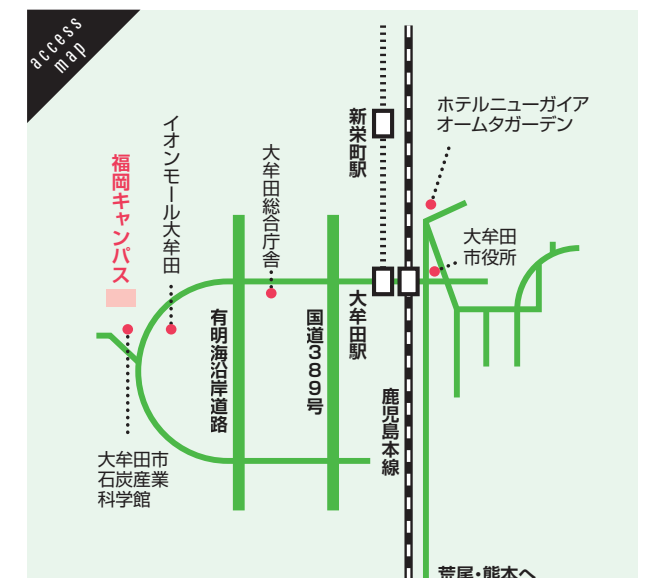 access
map
ホテルニューガイア
オームタガーデン
新栄町駅
イオンモール大牟田
大牟田総合庁舎
福岡キャンパス
大牟田
市役所
大牟田駅
有明海沿岸道路
国道389号
鹿児島本線
大牟田市
石炭産業
科学館
荒尾・熊本へ